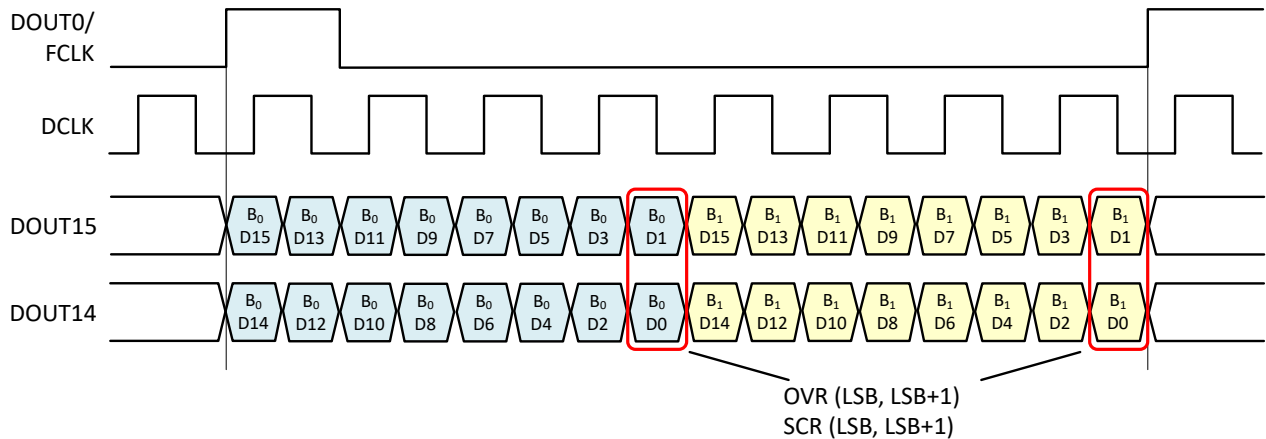 DOUT0/
FCLK
DCLK
DOUT15
B₀ B₀ B₀ B₀ B₀ B₀ B₀ B₀ B₁ B₁ B₁ B₁ B₁ B₁ B₁ B₁
D15 D13 D11 D9 D7 D5 D3 D1 D15 D13 D11 D9 D7 D5 D3 D1
DOUT14
B₀ B₀ B₀ B₀ B₀ B₀ B₀ B₀ B₁ B₁ B₁ B₁ B₁ B₁ B₁ B₁
D14 D12 D10 D8 D6 D4 D2 D0 D14 D12 D10 D8 D6 D4 D2 D0
OVR (LSB, LSB+1)
SCR (LSB, LSB+1)